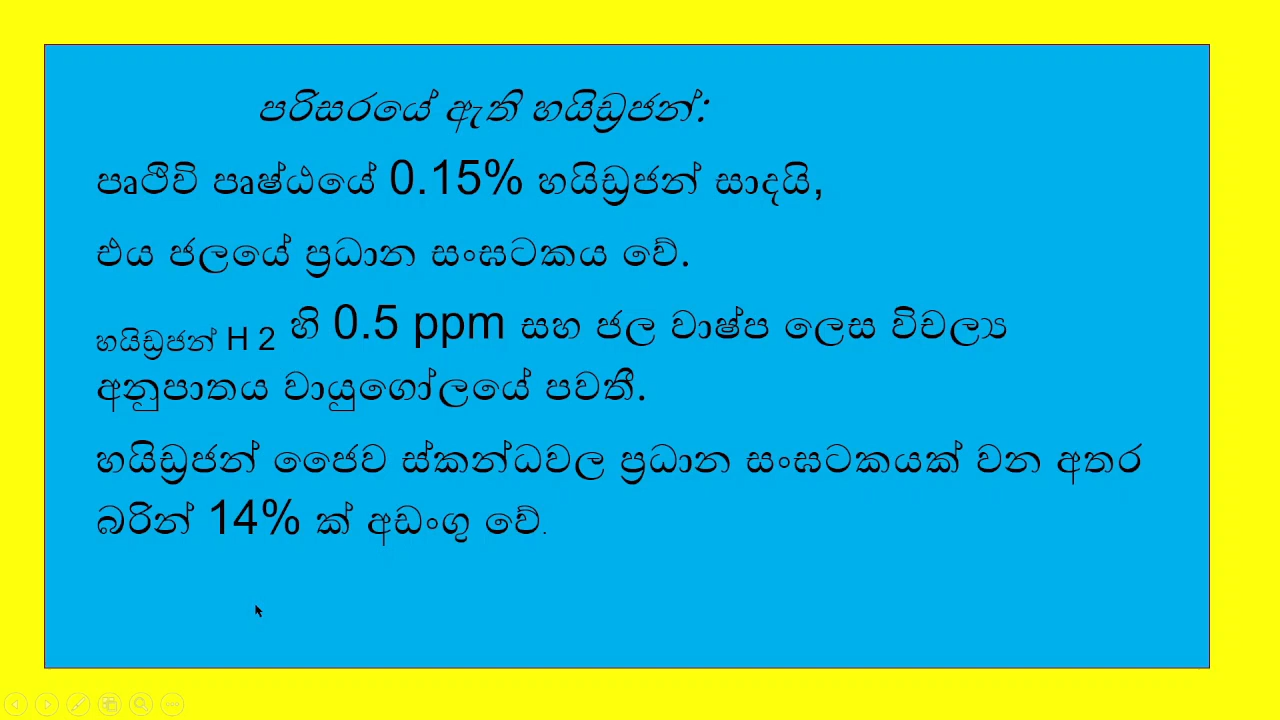 පරිසරයේ ඇති හයිඩ්‍රජන්:
පෘථිවි පෘෂ්ඨයේ 0.15% හයිඩ්‍රජන් සාදයි,
එය ජලයේ ප්‍රධාන සංඝටකය වේ.
හයිඩ්‍රජන් H 2 හි 0.5 ppm සහ ජල වාෂ්ප ලෙස විචල්‍ය
අනුපාතය වායුගෝලයේ පවතී.
හයිඩ්‍රජන් ජෛව ස්කන්ධවල ප්‍රධාන සංඝටකයක් වන අතර
බරින් 14% ක් අඩංගු වේ.